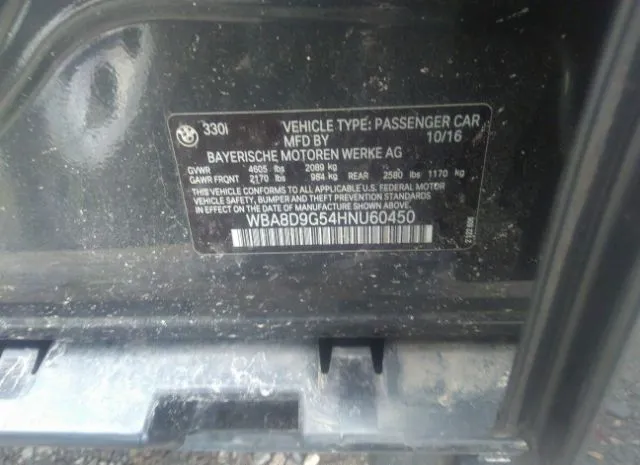 330i VEHICLE TYPE: PASSENGER CAR
MFD BY 10/16
BAYERISCHE MOTOREN WERKE AG
GVWR 4605 lbs 2089 kg
GAWR FRONT 2170 lbs 984 kg REAR 2580 lbs 1170 kg
THIS VEHICLE CONFORMS TO ALL APPLICABLE U.S. FEDERAL MOTOR
VEHICLE SAFETY, BUMPER, AND THEFT PREVENTION STANDARDS
IN EFFECT ON THE DATE OF MANUFACTURE SHOWN ABOVE.
WBA8D9G54HNU60450